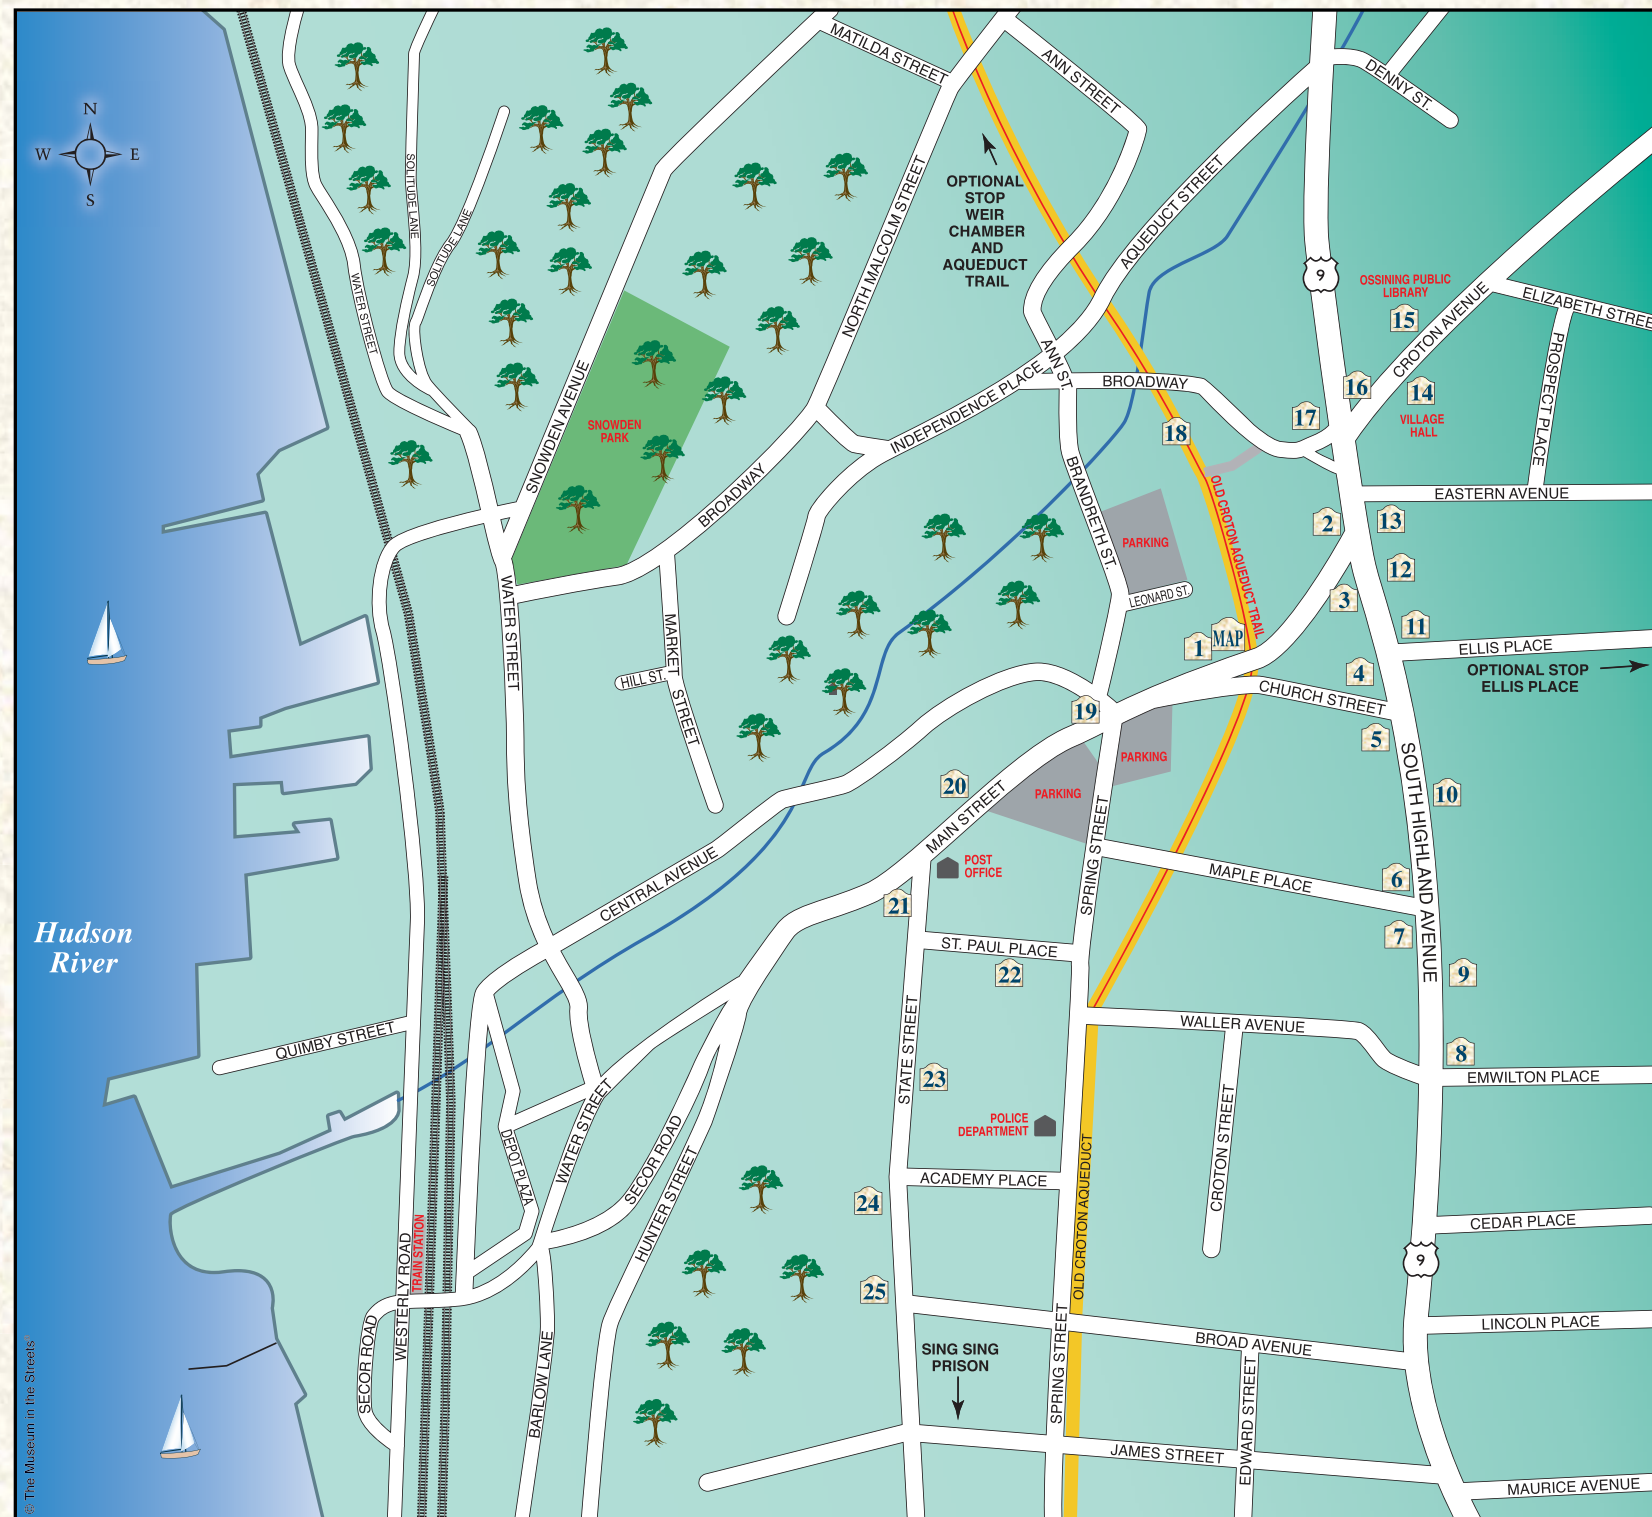 MATILDA STREET
ANN STREET
DENNY ST.
N
W
E
S
SOLITUDE LANE
SOLITUDE LANE
WATER STREET
OPTIONAL
STOP
WEIR
CHAMBER
AND
AQUEDUCT
TRAIL
AQUEDUCT STREET
NORTH MALCOLM STREET
9
OSSINING PUBLIC
LIBRARY
15
CROTON AVENUE
ELIZABETH STREE
PROSPECT PLACE
SNOWDEN AVENUE
SNOWDEN
PARK
ANN ST.
INDEPENDENCE PLACE
BROADWAY
16
14
VILLAGE
HALL
17
18
BROADWAY
BRANDRETH ST.
OLD CROTON AQUEDUCT TRAIL
EASTERN AVENUE
2
13
PARKING
12
LEONARD ST.
3
11
WATER STREET
MARKET STREET
HILL ST.
1
MAP
ELLIS PLACE
OPTIONAL STOP
ELLIS PLACE
4
CHURCH STREET
19
5
PARKING
SOUTH HIGHLAND AVENUE
20
PARKING
10
MAIN STREET
SPRING STREET
POST
OFFICE
CENTRAL AVENUE
MAPLE PLACE
6
21
7
Hudson
River
ST. PAUL PLACE
22
9
QUIMBY STREET
STATE STREET
WALLER AVENUE
8
23
EMWILTON PLACE
POLICE
DEPARTMENT
DEPOT PLAZA
WATER STREET
SECOR ROAD
HUNTER STREET
OLD CROTON AQUEDUCT
CROTON STREET
ACADEMY PLACE
24
CEDAR PLACE
WESTERLY ROAD
TRAIN STATION
9
25
SECOR ROAD
BARLOW LANE
SING SING
PRISON
SPRING STREET
BROAD AVENUE
LINCOLN PLACE
EDWARD STREET
JAMES STREET
MAURICE AVENUE
© The Museum in the Streets®